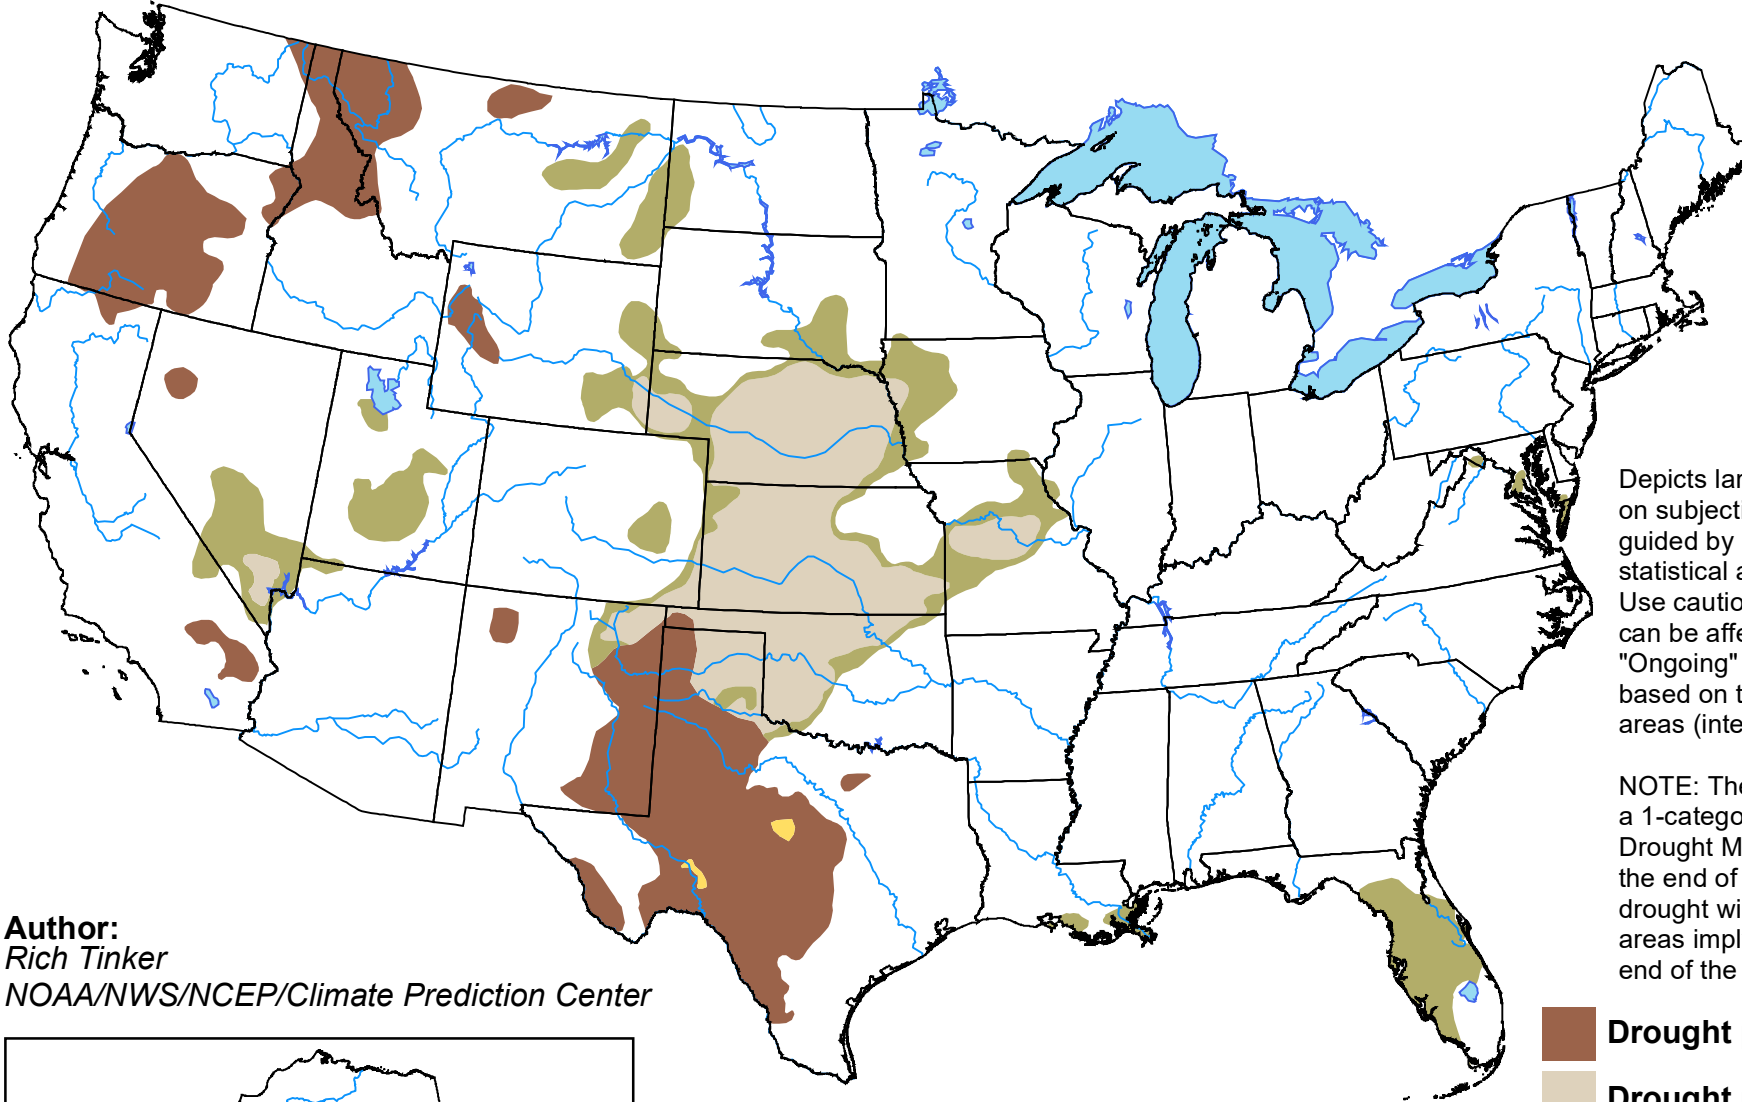 Depicts lar
on subjecti
guided by
statistical a
Use cautio
can be affe
"Ongoing"
based on t
areas (inte
NOTE: The
a 1-catego
Drought M
the end of
drought wi
areas impl
end of the
Author:
Rich Tinker
NOAA/NWS/NCEP/Climate Prediction Center
Drought
Drought